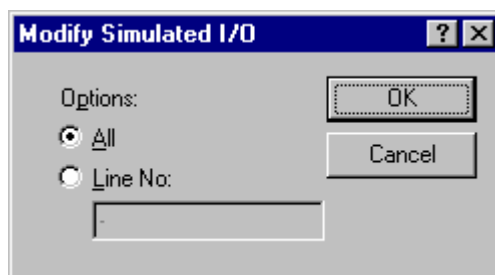 Modify Simulated I/O
Options:
All
Line No:
-
OK
Cancel